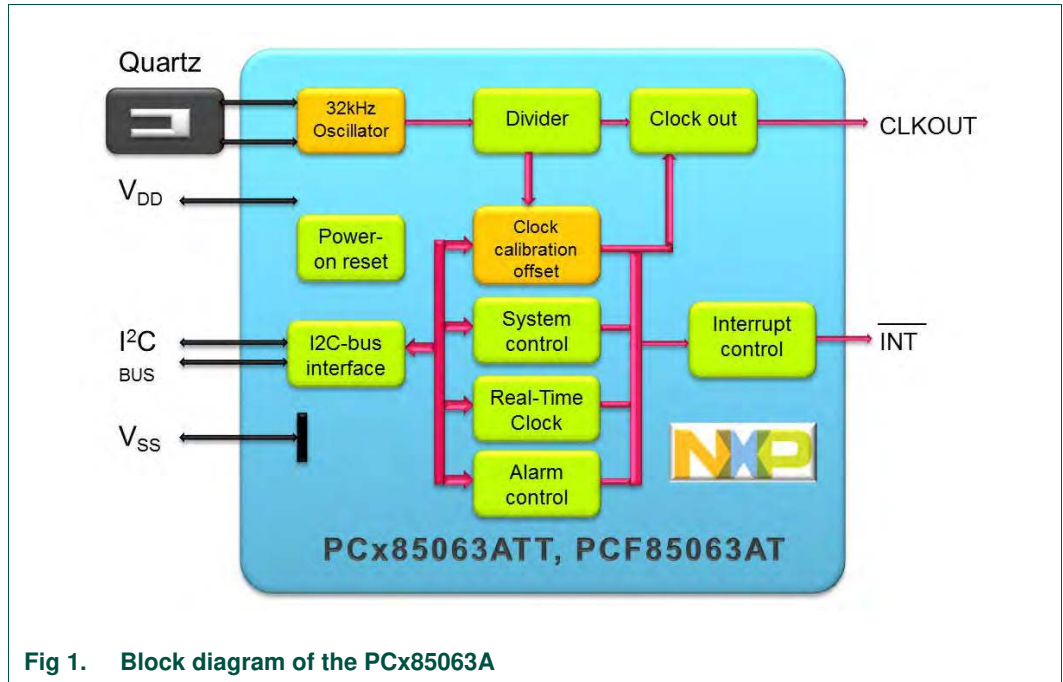 Quartz
32kHz
Oscillator
Divider
Clock out
CLKOUT
VDD
Power-
on reset
Clock
calibration
offset
I2C
BUS
I2C-bus
interface
System
control
Interrupt
control
INT
Real-Time
Clock
VSS
Alarm
control
NXP
PCx85063ATT, PCF85063AT
Fig 1. Block diagram of the PCx85063A